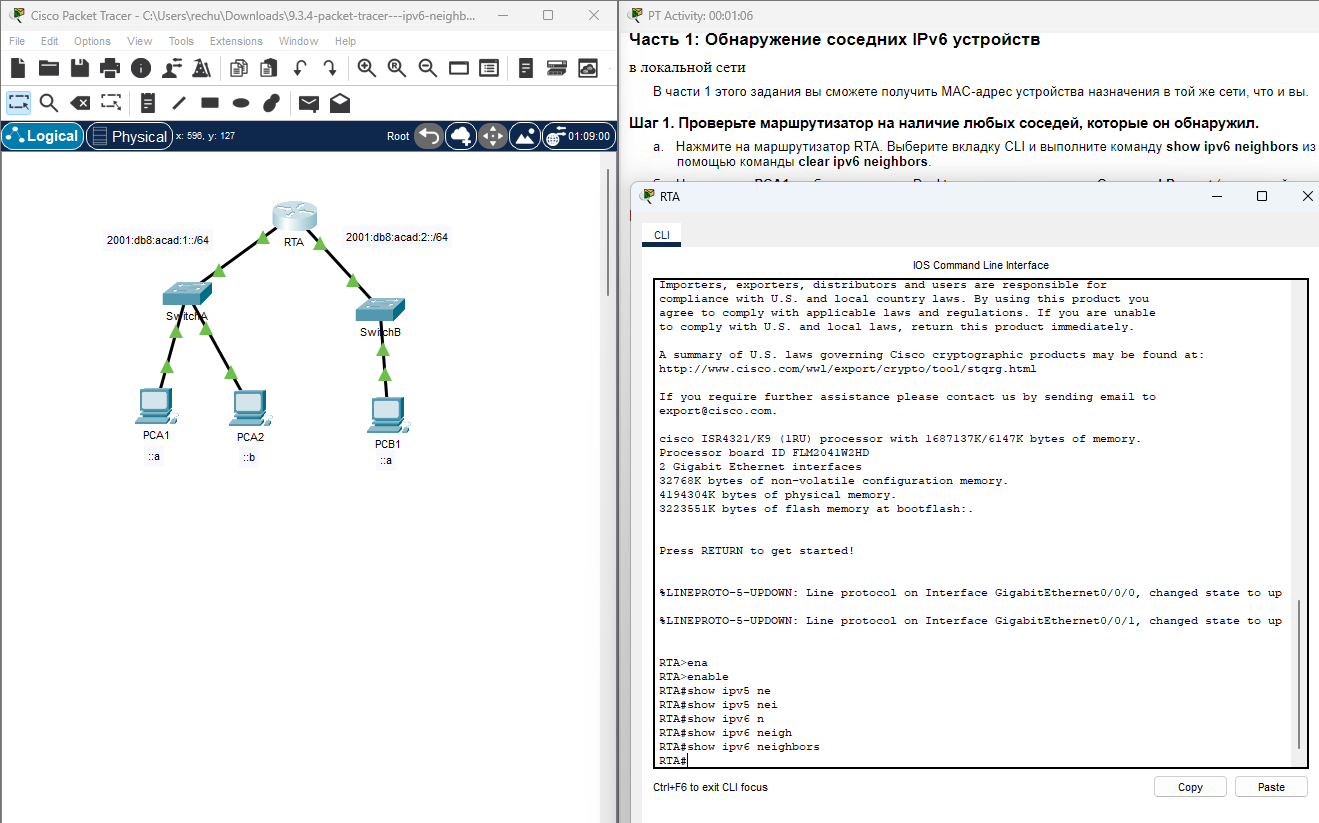 Cisco Packet Tracer - C:\Users\rechu\Downloads\9.3.4-packet-tracer---ipv6-neighb...
File Edit Options View Tools Extensions Window Help
Logical Physical x: 596, y: 127 Root 01:09:00
2001:db8:acad:1::/64
2001:db8:acad:2::/64
RTA
SwitchA
SwitchB
PCA1
PCA2
PCB1
::a
::b
::a
PT Activity: 00:01:06
Часть 1: Обнаружение соседних IPv6 устройств
в локальной сети
В части 1 этого задания вы сможете получить MAC-адрес устройства назначения в той же сети, что и вы.
Шаг 1. Проверьте маршрутизатор на наличие любых соседей, которые он обнаружил.
a. Нажмите на маршрутизатор RTA. Выберите вкладку CLI и выполните команду show ipv6 neighbors из
помощью команды clear ipv6 neighbors.
RTA
CLI
IOS Command Line Interface
Importers, exporters, distributors and users are responsible for
compliance with U.S. and local country laws. By using this product you
agree to comply with applicable laws and regulations. If you are unable
to comply with U.S. and local laws, return this product immediately.
A summary of U.S. laws governing Cisco cryptographic products may be found at:
http://www.cisco.com/wwl/export/crypto/tool/stqrg.html
If you require further assistance please contact us by sending email to
export@cisco.com.
cisco ISR4321/K9 (1RU) processor with 1687137K/6147K bytes of memory.
Processor board ID FLM2041W2HD
2 Gigabit Ethernet interfaces
32768K bytes of non-volatile configuration memory.
4194304K bytes of physical memory.
3223551K bytes of flash memory at bootflash:.
Press RETURN to get started!
%LINEPROTO-5-UPDOWN: Line protocol on Interface GigabitEthernet0/0/0, changed state to up
%LINEPROTO-5-UPDOWN: Line protocol on Interface GigabitEthernet0/0/1, changed state to up
RTA>ena
RTA>enable
RTA#show ipv5 ne
RTA#show ipv5 nei
RTA#show ipv6 n
RTA#show ipv6 neigh
RTA#show ipv6 neighbors
RTA#
Ctrl+F6 to exit CLI focus
Copy
Paste